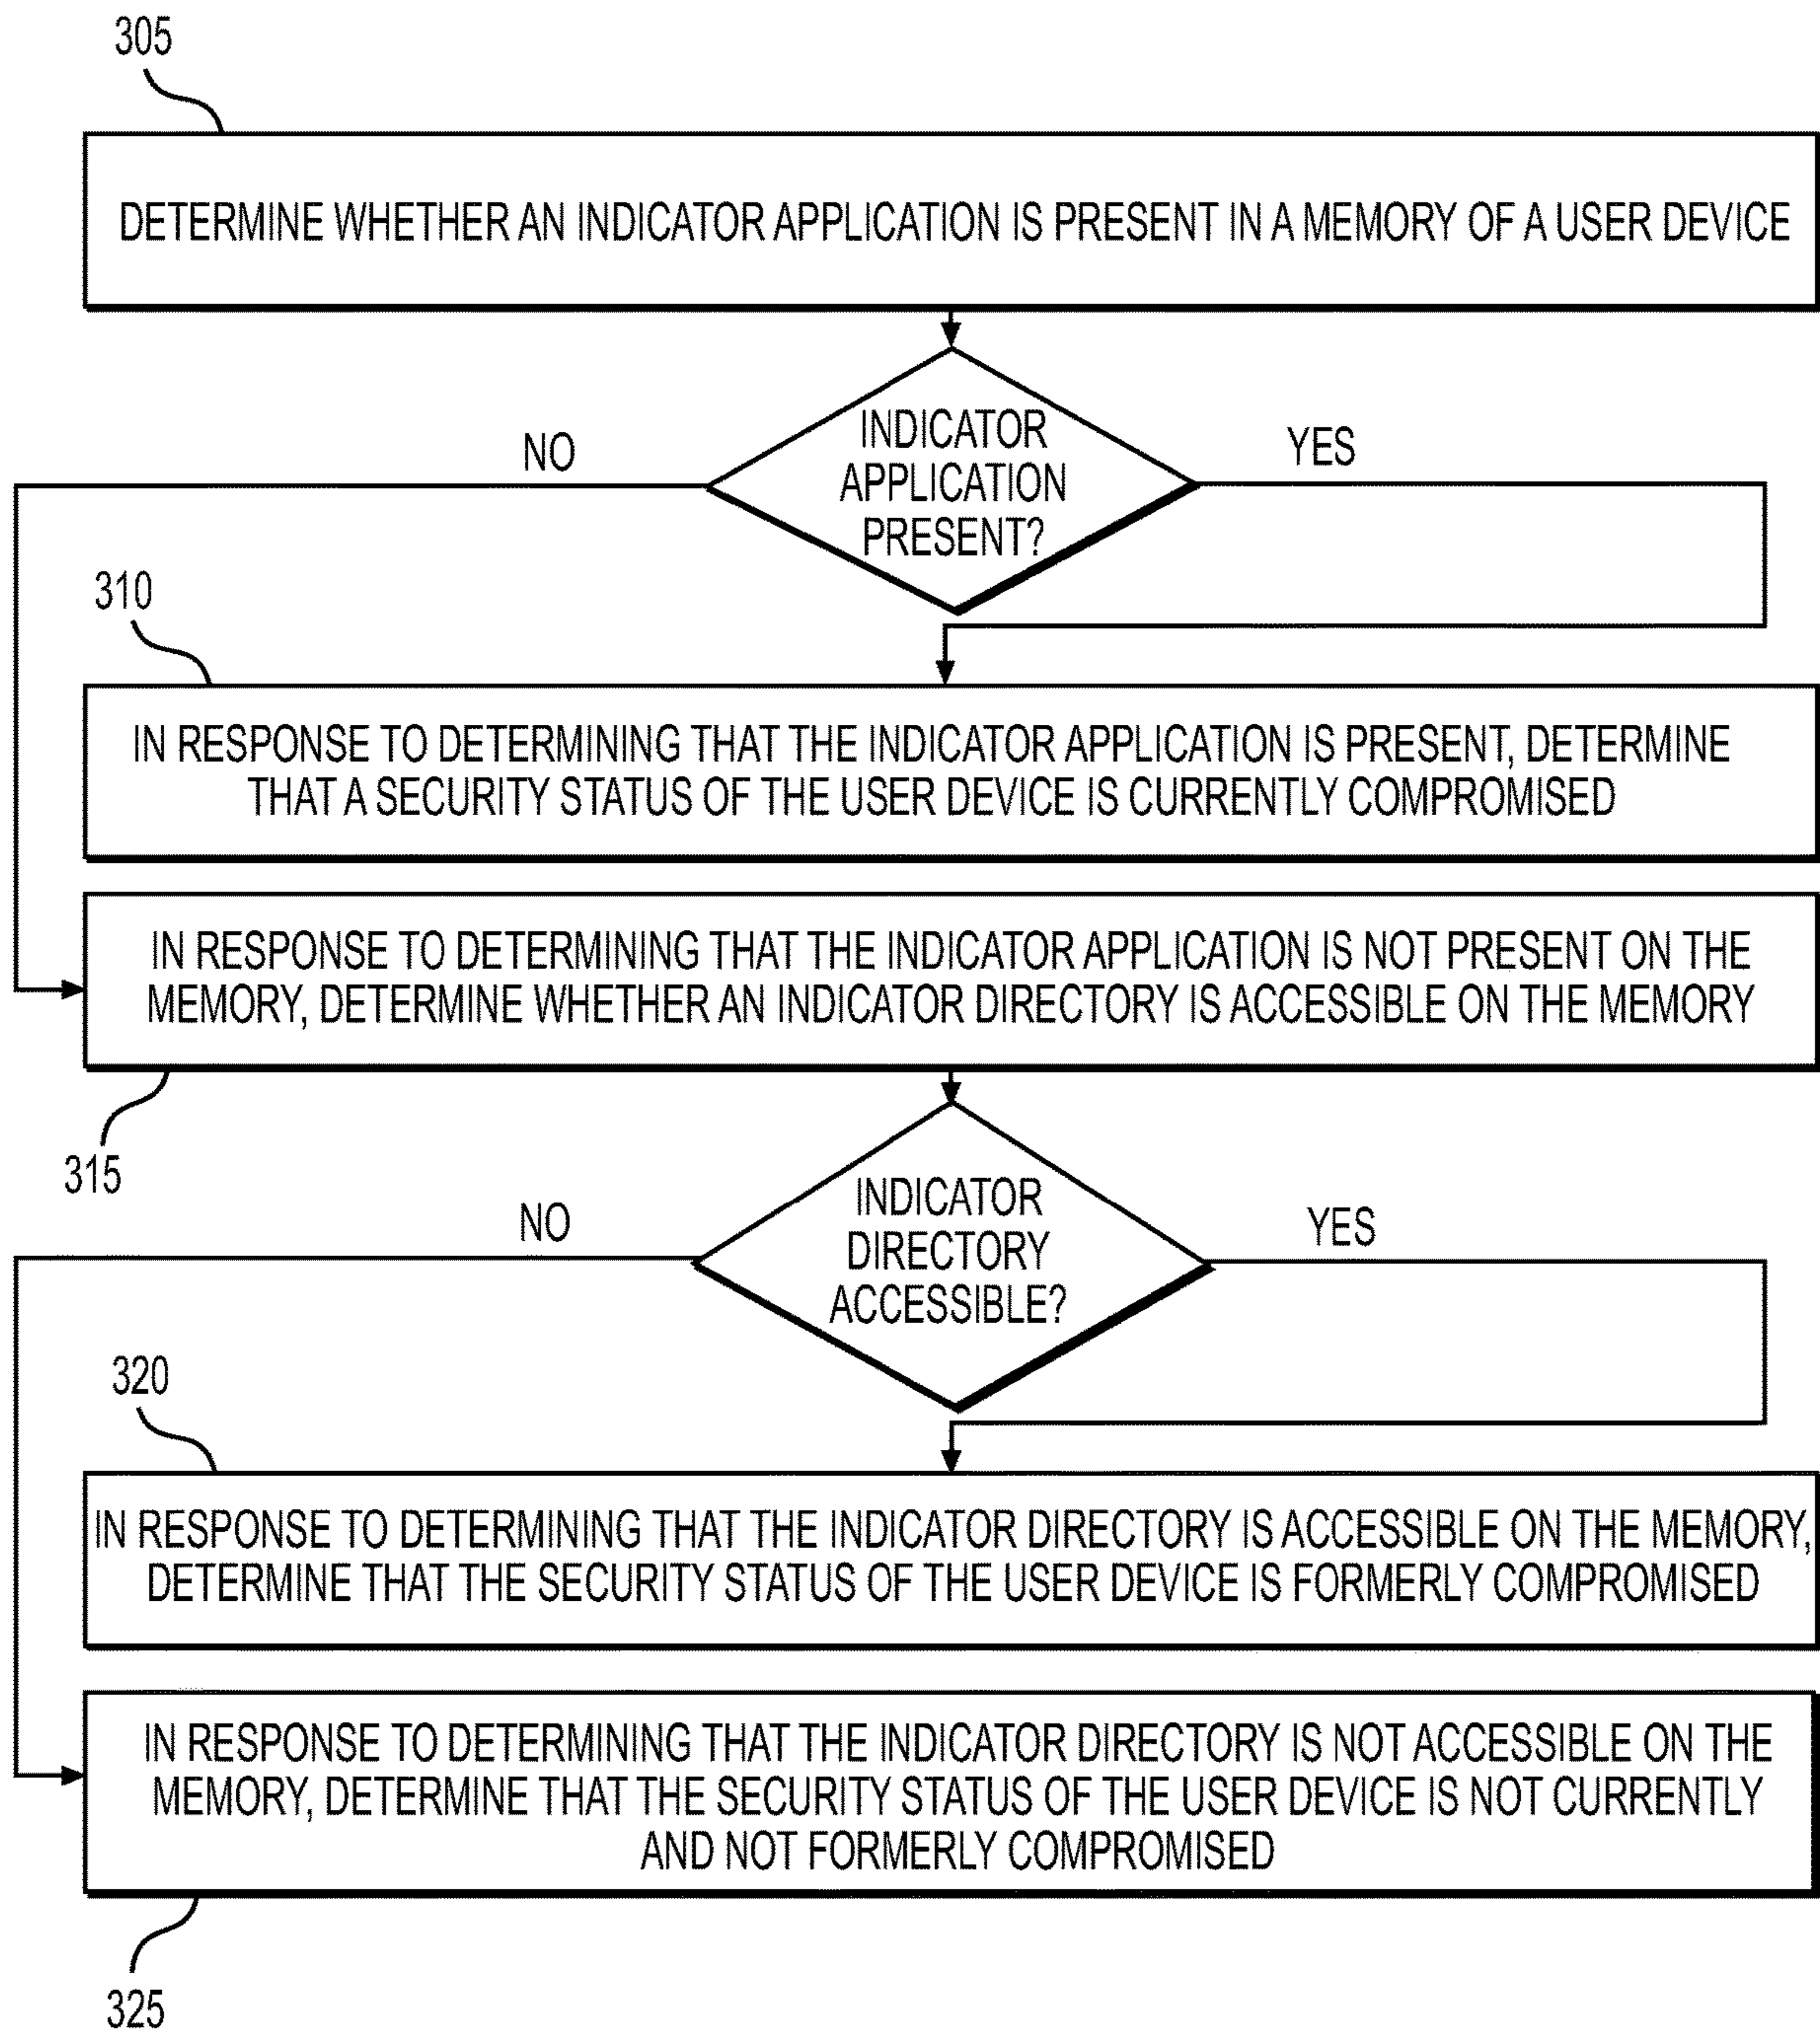 305
DETERMINE WHETHER AN INDICATOR APPLICATION IS PRESENT IN A MEMORY OF A USER DEVICE
INDICATOR
APPLICATION
PRESENT?
NO
YES
310
IN RESPONSE TO DETERMINING THAT THE INDICATOR APPLICATION IS PRESENT, DETERMINE
THAT A SECURITY STATUS OF THE USER DEVICE IS CURRENTLY COMPROMISED
IN RESPONSE TO DETERMINING THAT THE INDICATOR APPLICATION IS NOT PRESENT ON THE
MEMORY, DETERMINE WHETHER AN INDICATOR DIRECTORY IS ACCESSIBLE ON THE MEMORY
315
INDICATOR
DIRECTORY
ACCESSIBLE?
NO
YES
320
IN RESPONSE TO DETERMINING THAT THE INDICATOR DIRECTORY IS ACCESSIBLE ON THE MEMORY,
DETERMINE THAT THE SECURITY STATUS OF THE USER DEVICE IS FORMERLY COMPROMISED
IN RESPONSE TO DETERMINING THAT THE INDICATOR DIRECTORY IS NOT ACCESSIBLE ON THE
MEMORY, DETERMINE THAT THE SECURITY STATUS OF THE USER DEVICE IS NOT CURRENTLY
AND NOT FORMERLY COMPROMISED
325